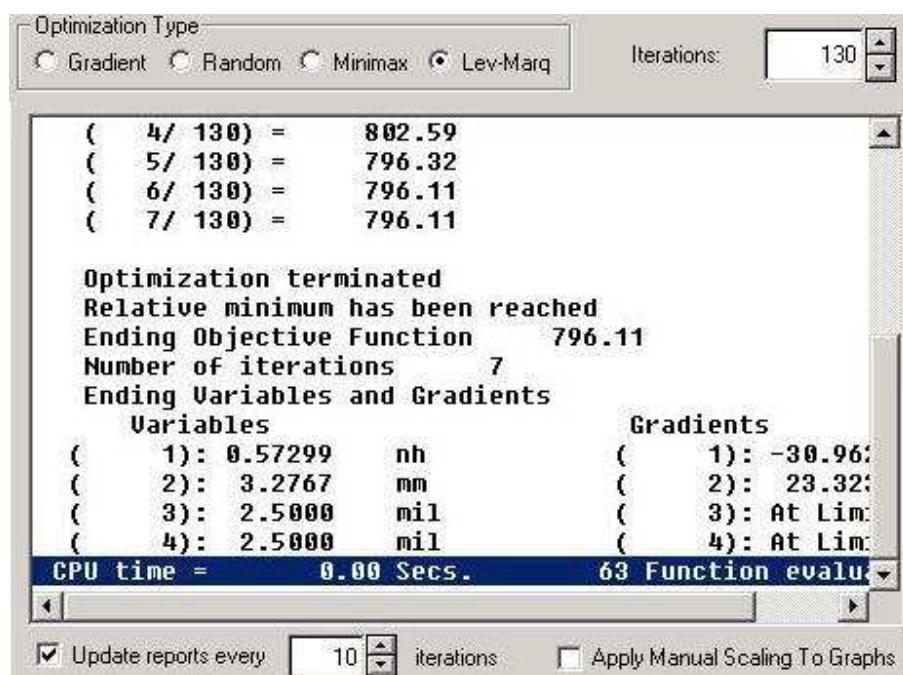 Optimization Type
Gradient Random Minimax Lev-Marq Iterations: 130
( 4/ 130) = 802.59
( 5/ 130) = 796.32
( 6/ 130) = 796.11
( 7/ 130) = 796.11
Optimization terminated
Relative minimum has been reached
Ending Objective Function 796.11
Number of iterations 7
Ending Variables and Gradients
Variables Gradients
( 1): 0.57299 nh ( 1): -30.962
( 2): 3.2767 mm ( 2): 23.323
( 3): 2.5000 mil ( 3): At Lim
( 4): 2.5000 mil ( 4): At Lim
CPU time = 0.00 Secs. 63 Function evalu
Update reports every 10 iterations Apply Manual Scaling To Graphs